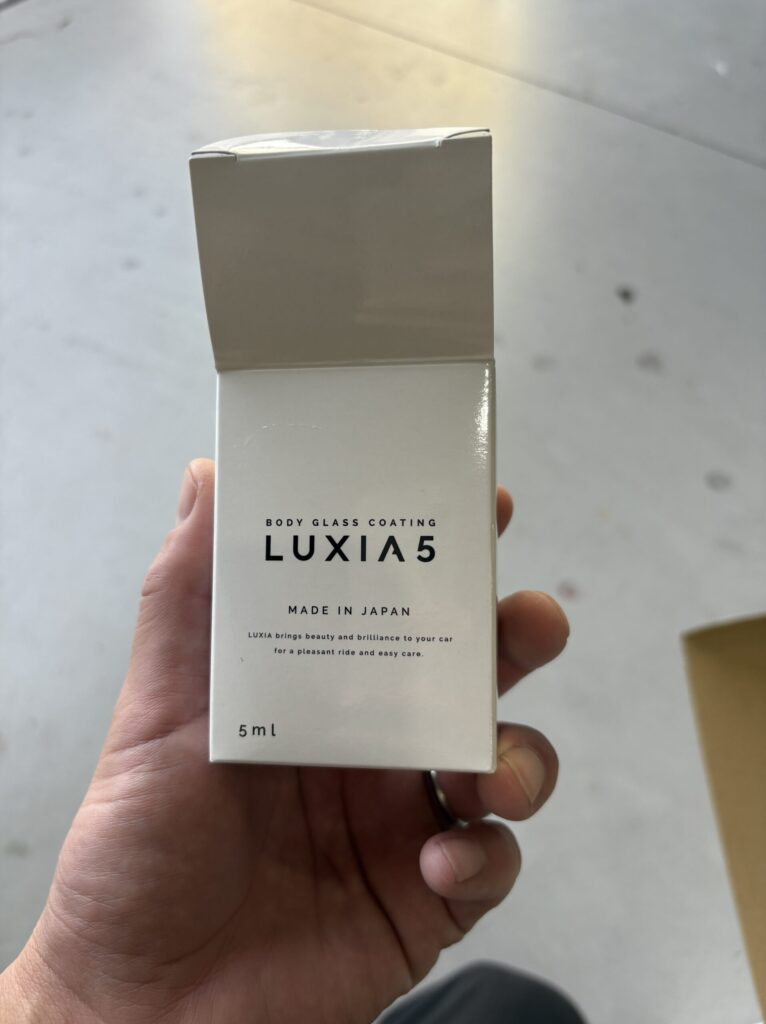 BODY GLASS COATING
LUXIA5
MADE IN JAPAN
LUXIA brings beauty and brilliance to your car
for a pleasant ride and easy care.
5ml